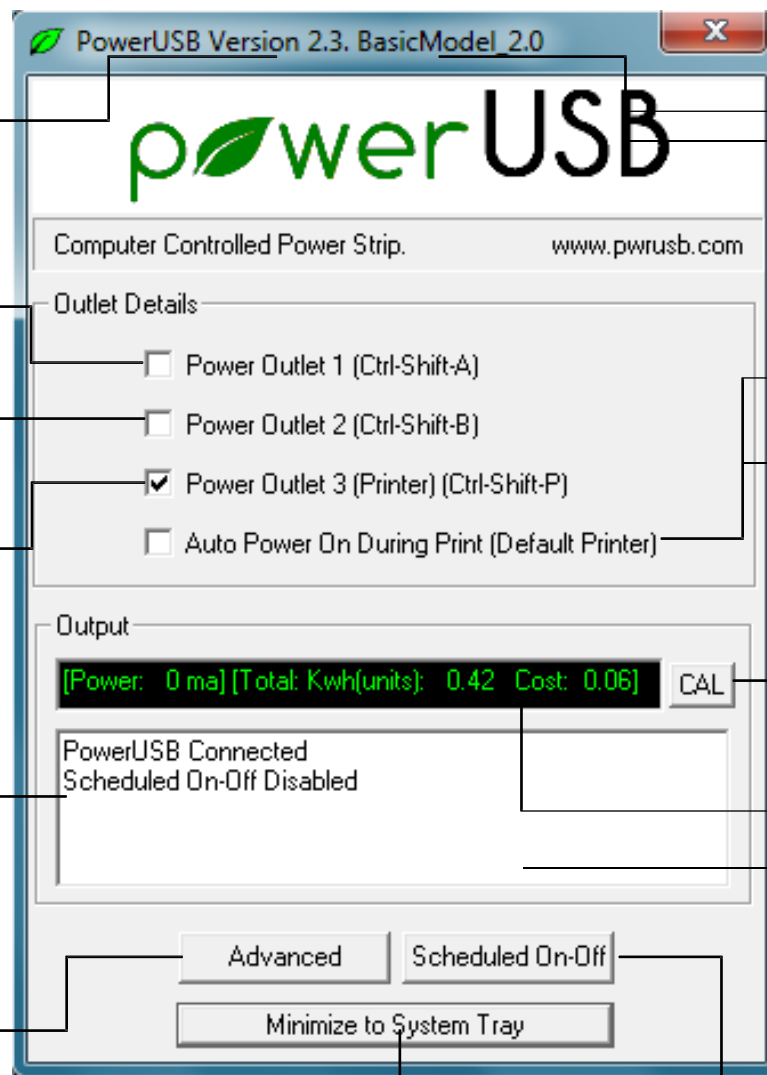 PowerUSB Version 2.3. BasicModel_2.0
x
powerUSB
Computer Controlled Power Strip. www.pwrusb.com
Outlet Details
Power Outlet 1 (Ctrl-Shift-A)
Power Outlet 2 (Ctrl-Shift-B)
Power Outlet 3 (Printer) (Ctrl-Shift-P)
Auto Power On During Print (Default Printer)
Output
[Power: 0 ma] [Total: Kwh(units): 0.42 Cost: 0.06] CAL
PowerUSB Connected
Scheduled On-Off Disabled
Advanced Scheduled On-Off
Minimize to System Tray